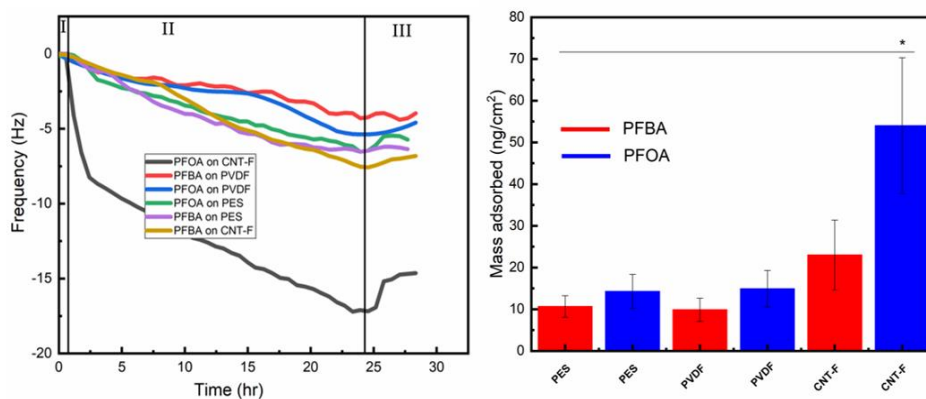 I
II
III
0
-5
-10
-15
-20
Frequency (Hz)
PFOA on CNT-F
PFBA on PVDF
PFOA on PVDF
PFOA on PES
PFBA on PES
PFBA on CNT-F
0 5 10 15 20 25 30
Time (hr)
80
70
60
50
40
30
20
10
0
Mass adsorbed (ng/cm²)
*
PFBA
PFOA
PES PES PVDF PVDF CNT-F CNT-F